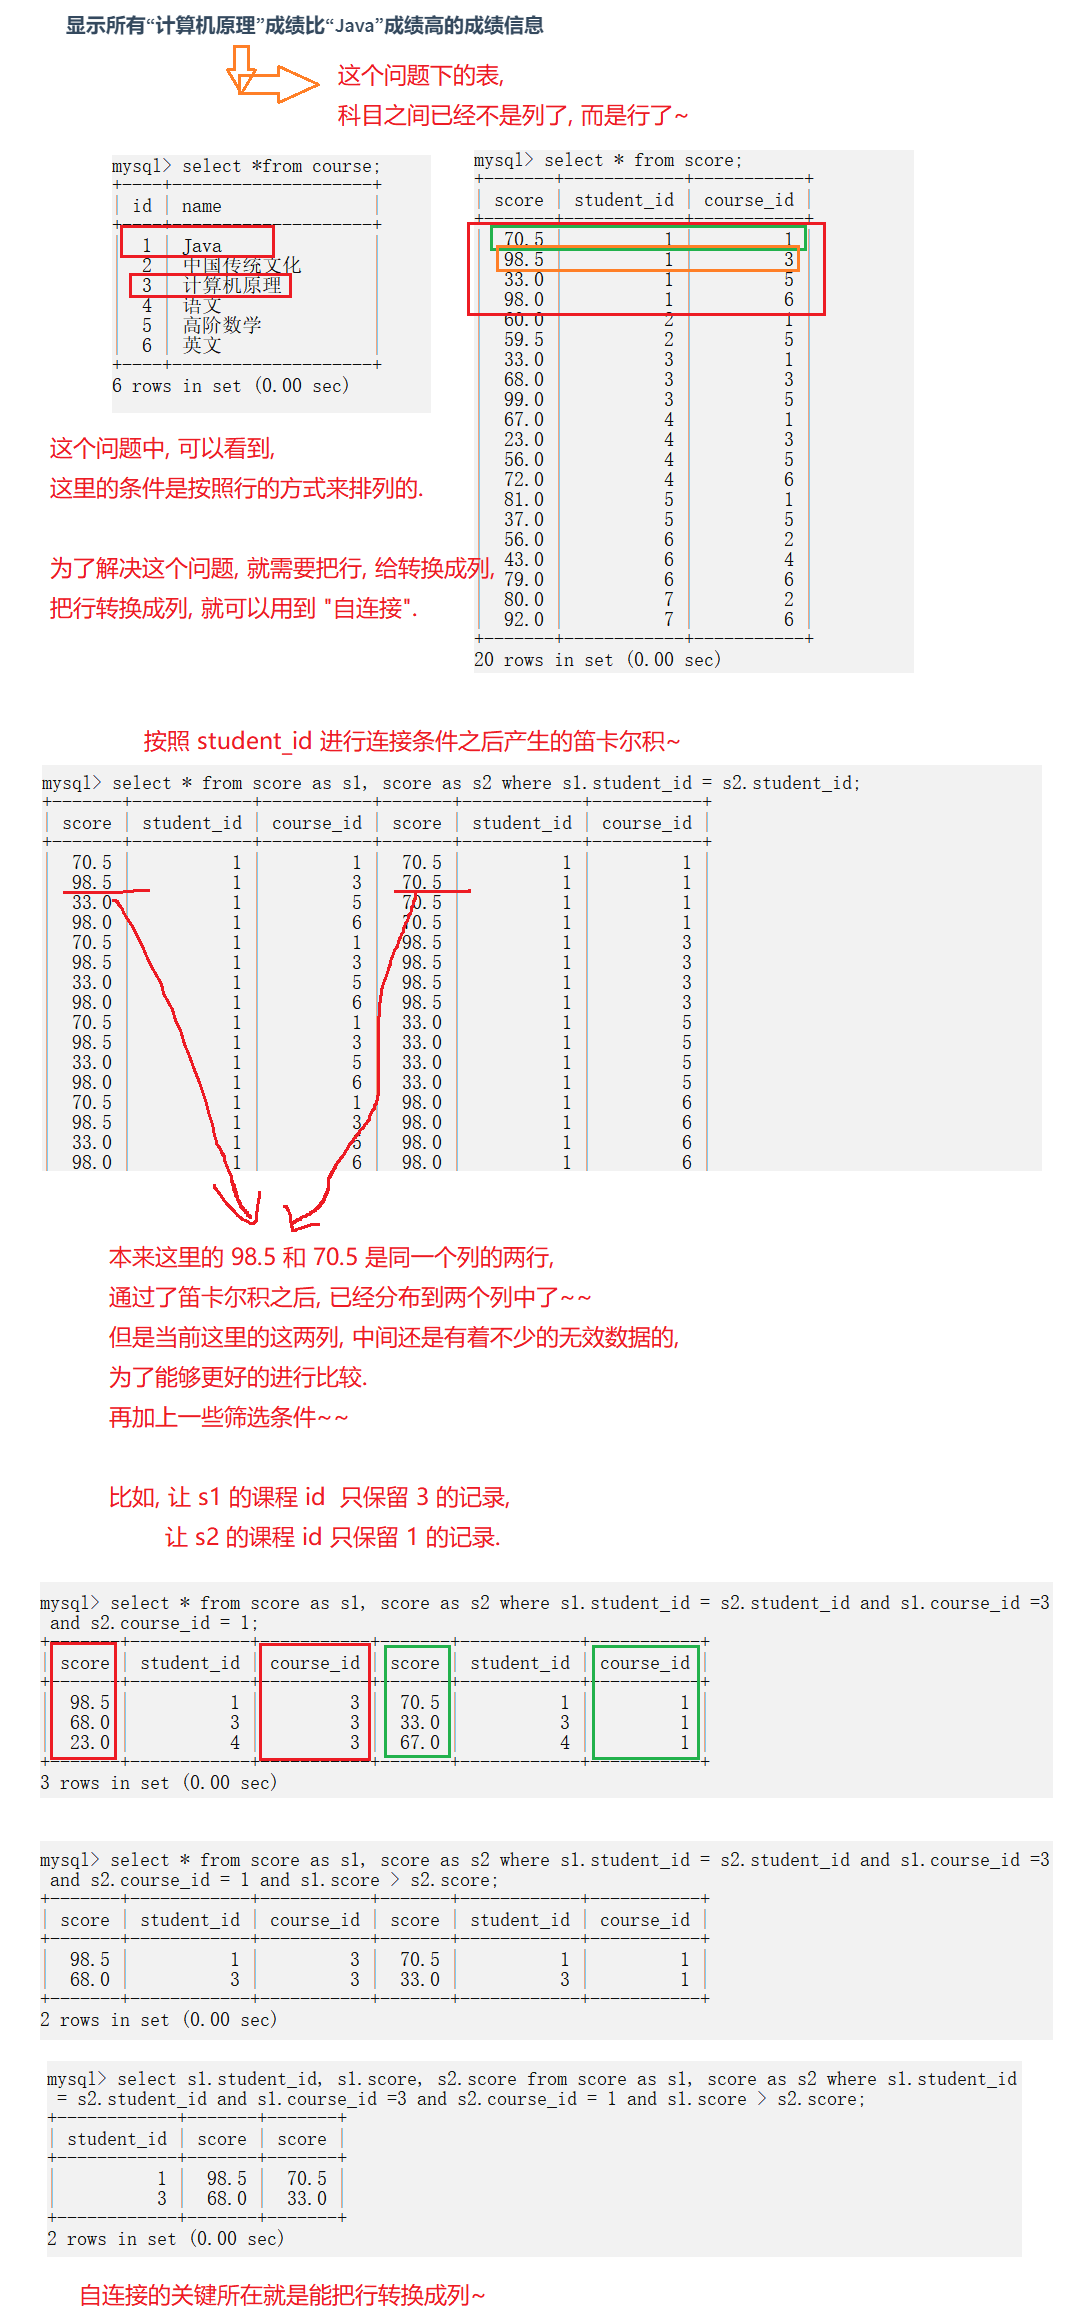 显示所有“计算机原理”成绩比“Java”成绩高的成绩信息
这个问题下的表,
科目之间已经不是列了, 而是行了~
mysql> select *from course;
+----+--------------------+
| id | name               |
+----+--------------------+
| 1 | Java |
| 2 | 中国传统文化 |
| 3 | 计算机原理 |
| 4 | 语文 |
| 5 | 高阶数学 |
| 6 | 英文 |
+----+--------------------+
6 rows in set (0.00 sec)
mysql> select * from score;
+-------+------------+-----------+
| score | student_id | course_id |
+-------+------------+-----------+
| 70.5 | 1 | 1 |
| 98.5 | 1 | 3 |
| 33.0 | 1 | 5 |
| 98.0 | 1 | 6 |
| 60.0 | 2 | 1 |
| 59.5 | 2 | 5 |
| 33.0 | 3 | 1 |
| 68.0 | 3 | 3 |
| 99.0 | 3 | 5 |
| 67.0 | 4 | 1 |
| 23.0 | 4 | 3 |
| 56.0 | 4 | 5 |
| 72.0 | 4 | 6 |
| 81.0 | 5 | 1 |
| 37.0 | 5 | 5 |
| 56.0 | 6 | 2 |
| 43.0 | 6 | 4 |
| 79.0 | 6 | 6 |
| 80.0 | 7 | 2 |
| 92.0 | 7 | 6 |
+-------+------------+-----------+
20 rows in set (0.00 sec)
这个问题中, 可以看到,
这里的条件是按照行的方式来排列的.
为了解决这个问题, 就需要把行, 给转换成列,
把行转换成列, 就可以用到 "自连接".
按照 student_id 进行连接条件之后产生的笛卡尔积~
mysql> select * from score as s1, score as s2 where s1.student_id = s2.student_id;
+-------+------------+-----------+-------+------------+-----------+
| score | student_id | course_id | score | student_id | course_id |
+-------+------------+-----------+-------+------------+-----------+
| 70.5 | 1 | 1 | 70.5 | 1 | 1 |
| 98.5 | 1 | 3 | 70.5 | 1 | 1 |
| 33.0 | 1 | 5 | 70.5 | 1 | 1 |
| 98.0 | 1 | 6 | 70.5 | 1 | 1 |
| 70.5 | 1 | 1 | 98.5 | 1 | 3 |
| 98.5 | 1 | 3 | 98.5 | 1 | 3 |
| 33.0 | 1 | 5 | 98.5 | 1 | 3 |
| 98.0 | 1 | 6 | 98.5 | 1 | 3 |
| 70.5 | 1 | 1 | 33.0 | 1 | 5 |
| 98.5 | 1 | 3 | 33.0 | 1 | 5 |
| 33.0 | 1 | 5 | 33.0 | 1 | 5 |
| 98.0 | 1 | 6 | 33.0 | 1 | 5 |
| 70.5 | 1 | 1 | 98.0 | 1 | 6 |
| 98.5 | 1 | 3 | 98.0 | 1 | 6 |
| 33.0 | 1 | 5 | 98.0 | 1 | 6 |
| 98.0 | 1 | 6 | 98.0 | 1 | 6 |
本来这里的 98.5 和 70.5 是同一个列的两行,
通过了笛卡尔积之后, 已经分布到两个列中了~~
但是当前这里的这两列, 中间还是有着不少的无效数据的,
为了能够更好的进行比较.
再加上一些筛选条件~~
比如, 让 s1 的课程 id 只保留 3 的记录,
让 s2 的课程 id 只保留 1 的记录.
mysql> select * from score as s1, score as s2 where s1.student_id = s2.student_id and s1.course_id =3
and s2.course_id = 1;
+-------+------------+-----------+-------+------------+-----------+
| score | student_id | course_id | score | student_id | course_id |
+-------+------------+-----------+-------+------------+-----------+
| 98.5 | 1 | 3 | 70.5 | 1 | 1 |
| 68.0 | 3 | 3 | 33.0 | 3 | 1 |
| 23.0 | 4 | 3 | 67.0 | 4 | 1 |
+-------+------------+-----------+-------+------------+-----------+
3 rows in set (0.00 sec)
mysql> select * from score as s1, score as s2 where s1.student_id = s2.student_id and s1.course_id =3
and s2.course_id = 1 and s1.score > s2.score;
+-------+------------+-----------+-------+------------+-----------+
| score | student_id | course_id | score | student_id | course_id |
+-------+------------+-----------+-------+------------+-----------+
| 98.5 | 1 | 3 | 70.5 | 1 | 1 |
| 68.0 | 3 | 3 | 33.0 | 3 | 1 |
+-------+------------+-----------+-------+------------+-----------+
2 rows in set (0.00 sec)
mysql> select s1.student_id, s1.score, s2.score from score as s1, score as s2 where s1.student_id
= s2.student_id and s1.course_id =3 and s2.course_id = 1 and s1.score > s2.score;
+------------+-------+-------+
| student_id | score | score |
+------------+-------+-------+
| 1 | 98.5 | 70.5 |
| 3 | 68.0 | 33.0 |
+------------+-------+-------+
2 rows in set (0.00 sec)
自连接的关键所在就是能把行转换成列~